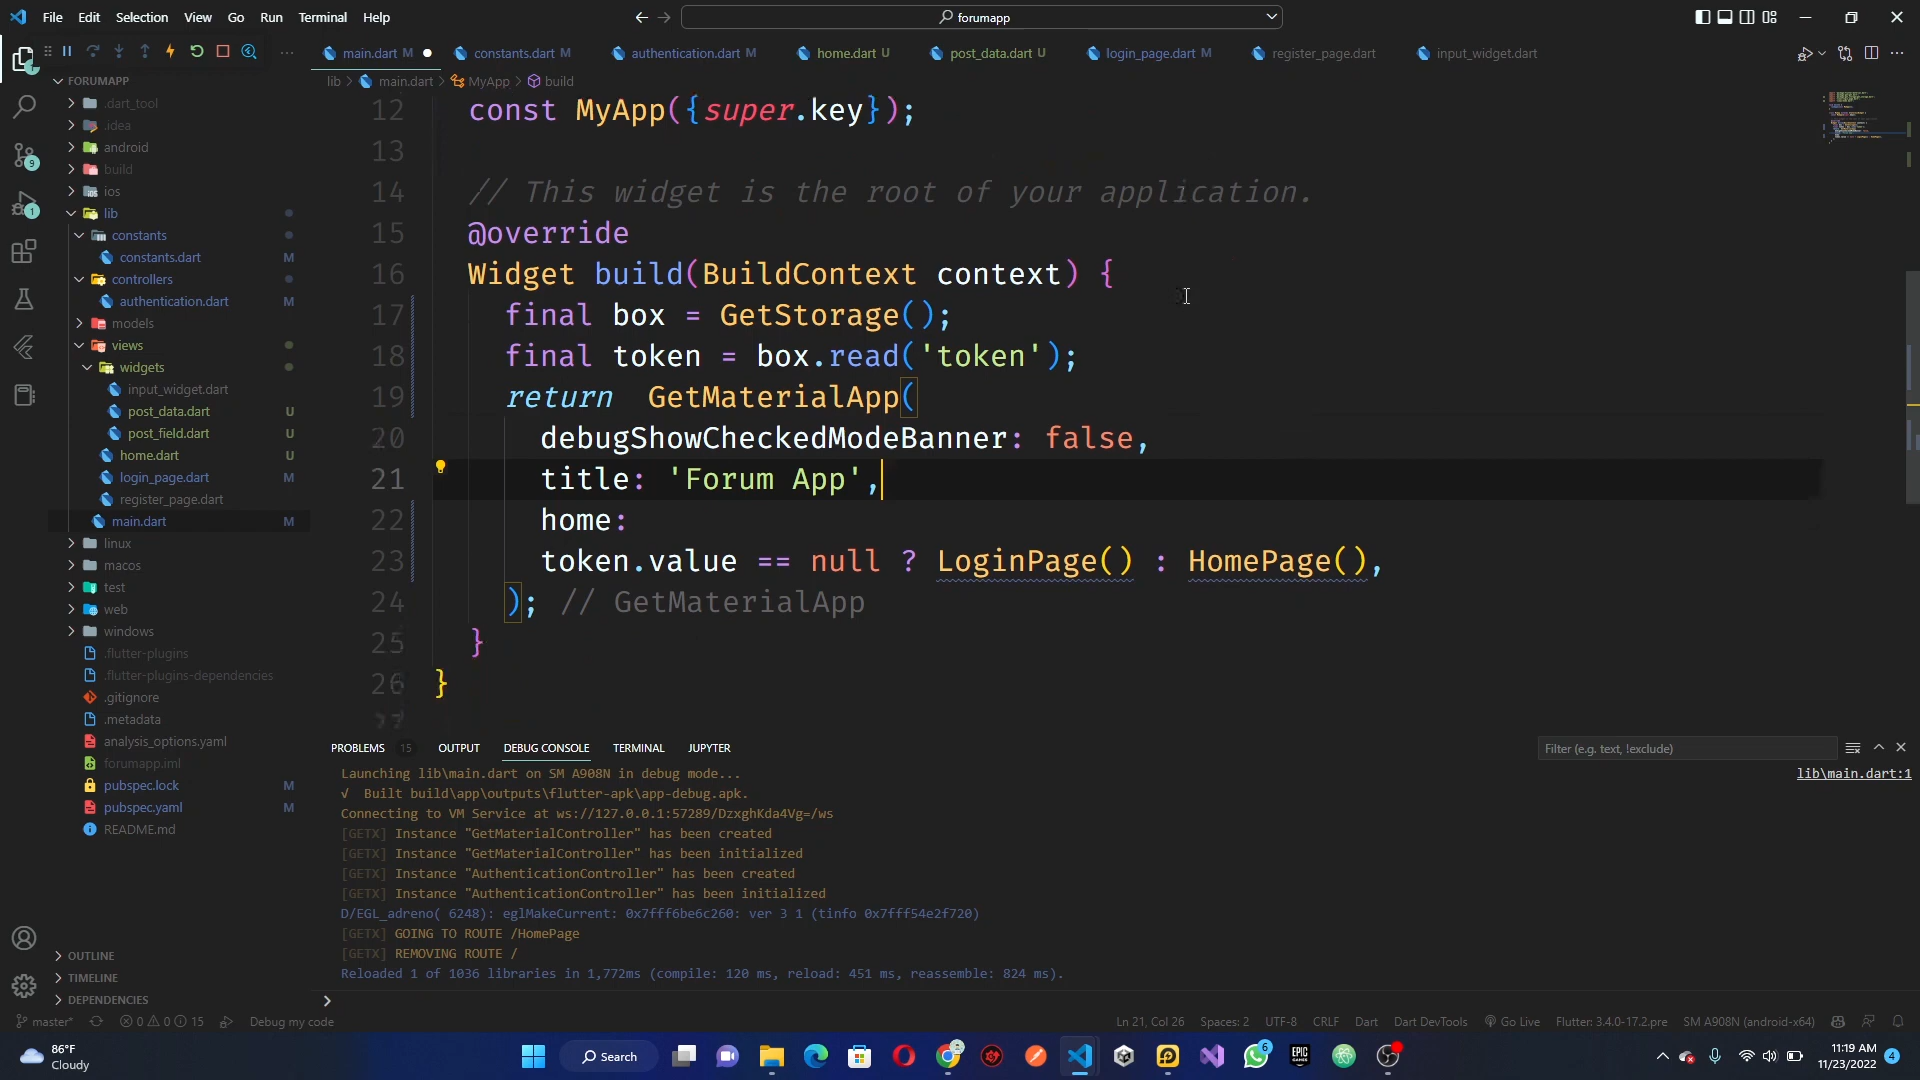 File Edit Selection View Go Run Terminal Help
forumapp
main.dart M
constants.dart M
authentication.dart M
home.dart U
post_data.dart U
login_page.dart M
register_page.dart
input_widget.dart
lib > main.dart > MyApp > build
FORUMAPP
.dart_tool
.idea
android
build
ios
lib
constants
constants.dart M
controllers
authentication.dart M
models
views
widgets
input_widget.dart
post_data.dart U
post_field.dart U
home.dart U
login_page.dart M
register_page.dart
main.dart M
linux
macos
test
web
windows
.flutter-plugins
.flutter-plugins-dependencies
.gitignore
.metadata
analysis_options.yaml
forumapp.iml
pubspec.lock M
pubspec.yaml M
README.md
OUTLINE
TIMELINE
DEPENDENCIES
9
1
12 const MyApp({super.key});
13
14 // This widget is the root of your application.
15 @override
16 Widget build(BuildContext context) {
17 final box = GetStorage();
18 final token = box.read('token');
19 return  GetMaterialApp(
20 debugShowCheckedModeBanner: false,
21 title: 'Forum App',
22 home:
23 token.value == null ? LoginPage() : HomePage(),
24 ); // GetMaterialApp
25 }
26 }
27
PROBLEMS 15 OUTPUT DEBUG CONSOLE TERMINAL JUPYTER
Filter (e.g. text, !exclude)
lib\main.dart:1
Launching lib\main.dart on SM A908N in debug mode...
√  Built build\app\outputs\flutter-apk\app-debug.apk.
Connecting to VM Service at ws://127.0.0.1:57289/DzxghKda4Vg=/ws
[GETX] Instance "GetMaterialController" has been created
[GETX] Instance "GetMaterialController" has been initialized
[GETX] Instance "AuthenticationController" has been created
[GETX] Instance "AuthenticationController" has been initialized
D/EGL_adreno( 6248): eglMakeCurrent: 0x7fff6be6c260: ver 3 1 (tinfo 0x7fff54e2f720)
[GETX] GOING TO ROUTE /HomePage
[GETX] REMOVING ROUTE /
Reloaded 1 of 1036 libraries in 1,772ms (compile: 120 ms, reload: 451 ms, reassemble: 824 ms).
master* 0 0 15 Debug my code
Ln 21, Col 26 Spaces: 2 UTF-8 CRLF Dart Dart DevTools Go Live Flutter: 3.4.0-17.2.pre SM A908N (android-x64)
86°F
Cloudy
Search
6
EPIC GAMES
11:19 AM
11/23/2022
4